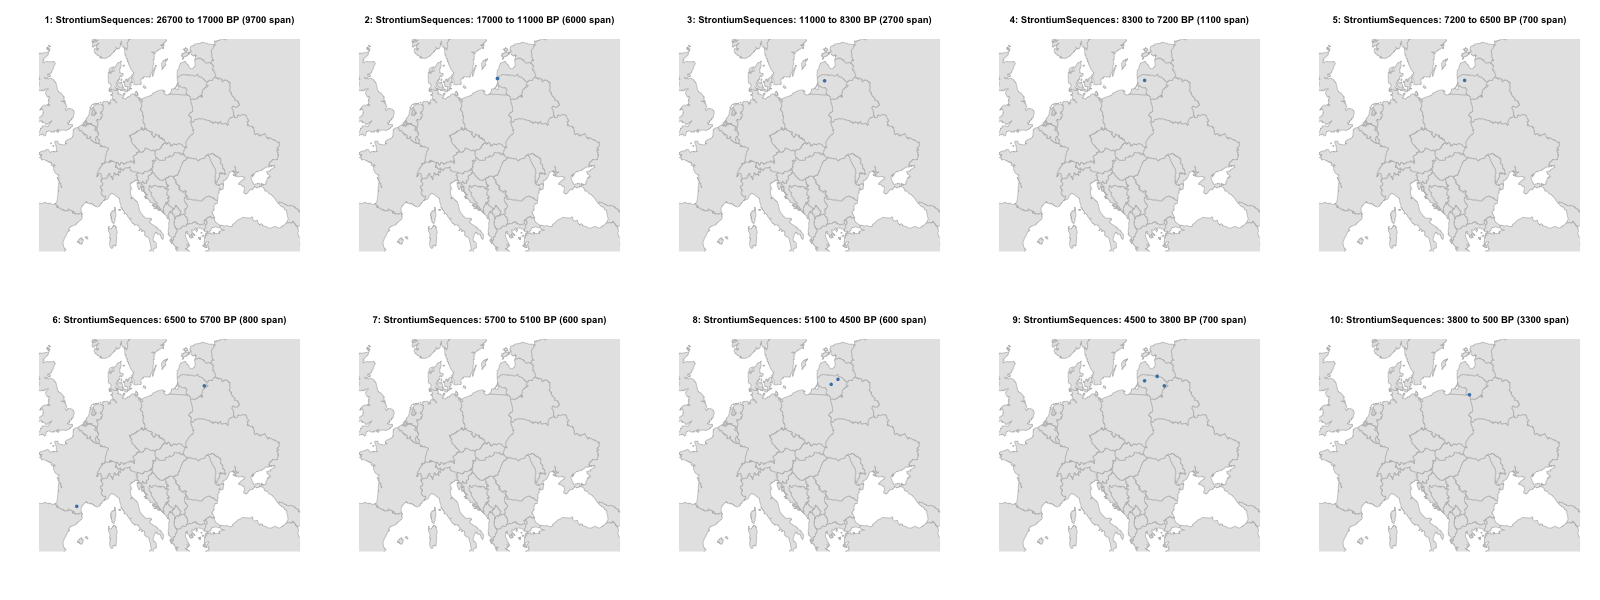 1: StrontiumSequences: 26700 to 17000 BP (9700 span)
2: StrontiumSequences: 17000 to 11000 BP (6000 span)
3: StrontiumSequences: 11000 to 8300 BP (2700 span)
4: StrontiumSequences: 8300 to 7200 BP (1100 span)
5: StrontiumSequences: 7200 to 6500 BP (700 span)
6: StrontiumSequences: 6500 to 5700 BP (800 span)
7: StrontiumSequences: 5700 to 5100 BP (600 span)
8: StrontiumSequences: 5100 to 4500 BP (600 span)
9: StrontiumSequences: 4500 to 3800 BP (700 span)
10: StrontiumSequences: 3800 to 500 BP (3300 span)